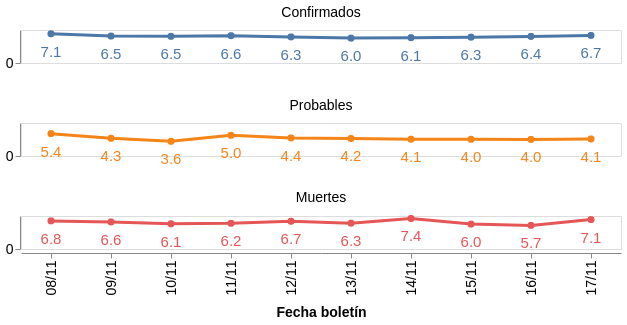 Confirmados
0
7.1 6.5 6.5 6.6 6.3 6.0 6.1 6.3 6.4 6.7
Probables
0
5.4 4.3 3.6 5.0 4.4 4.2 4.1 4.0 4.0 4.1
Muertes
0
6.8 6.6 6.1 6.2 6.7 6.3 7.4 6.0 5.7 7.1
08/11 09/11 10/11 11/11 12/11 13/11 14/11 15/11 16/11 17/11
Fecha boletín